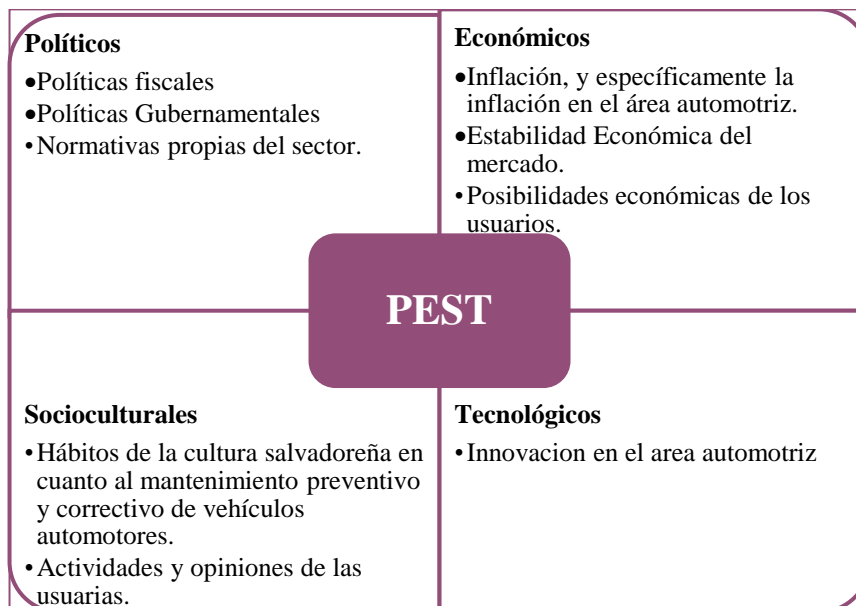 Políticos
•Políticas fiscales
•Políticas Gubernamentales
•Normativas propias del sector.
Económicos
•Inflación, y específicamente la
inflación en el área automotriz.
•Estabilidad Económica del
mercado.
•Posibilidades económicas de los
usuarios.
PEST
Socioculturales
•Hábitos de la cultura salvadoreña en
cuanto al mantenimiento preventivo
y correctivo de vehículos
automotores.
•Actividades y opiniones de las
usuarias.
Tecnológicos
•Innovacion en el area automotriz